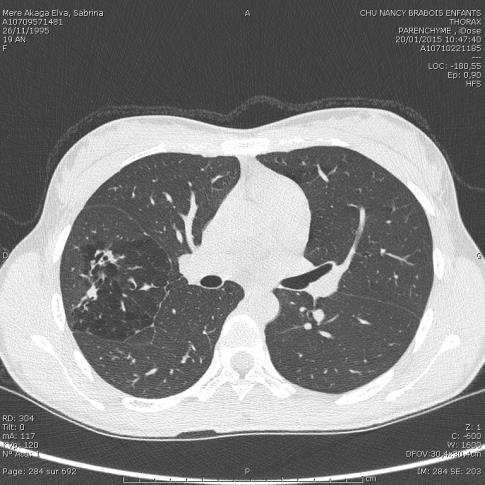 Mere Akaga Elva, Sabrina
A10709571481
26/11/1995
19 AN
F
A
CHU NANCY BRABOIS ENFANTS
THORAX
PARENCHYME , iDose
20/01/2015 10:47:40
A10710221185
---
LOC: -180,55
Ep: 0,90
HFS
D
G
RD: 304
Tilt: 0
mA: 117
120
Page: 284 sur 692
P
cm
Z: 1
C: -600
W: 1600
IM: 284 SE: 203